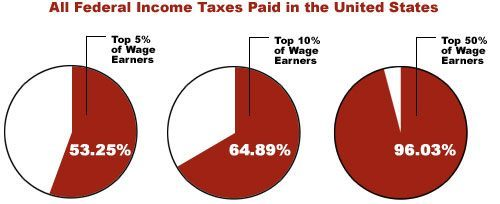 All Federal Income Taxes Paid in the United States
Top 5%
of Wage
Earners
53.25%
Top 10%
of Wage
Earners
64.89%
Top 50%
of Wage
Earners
96.03%